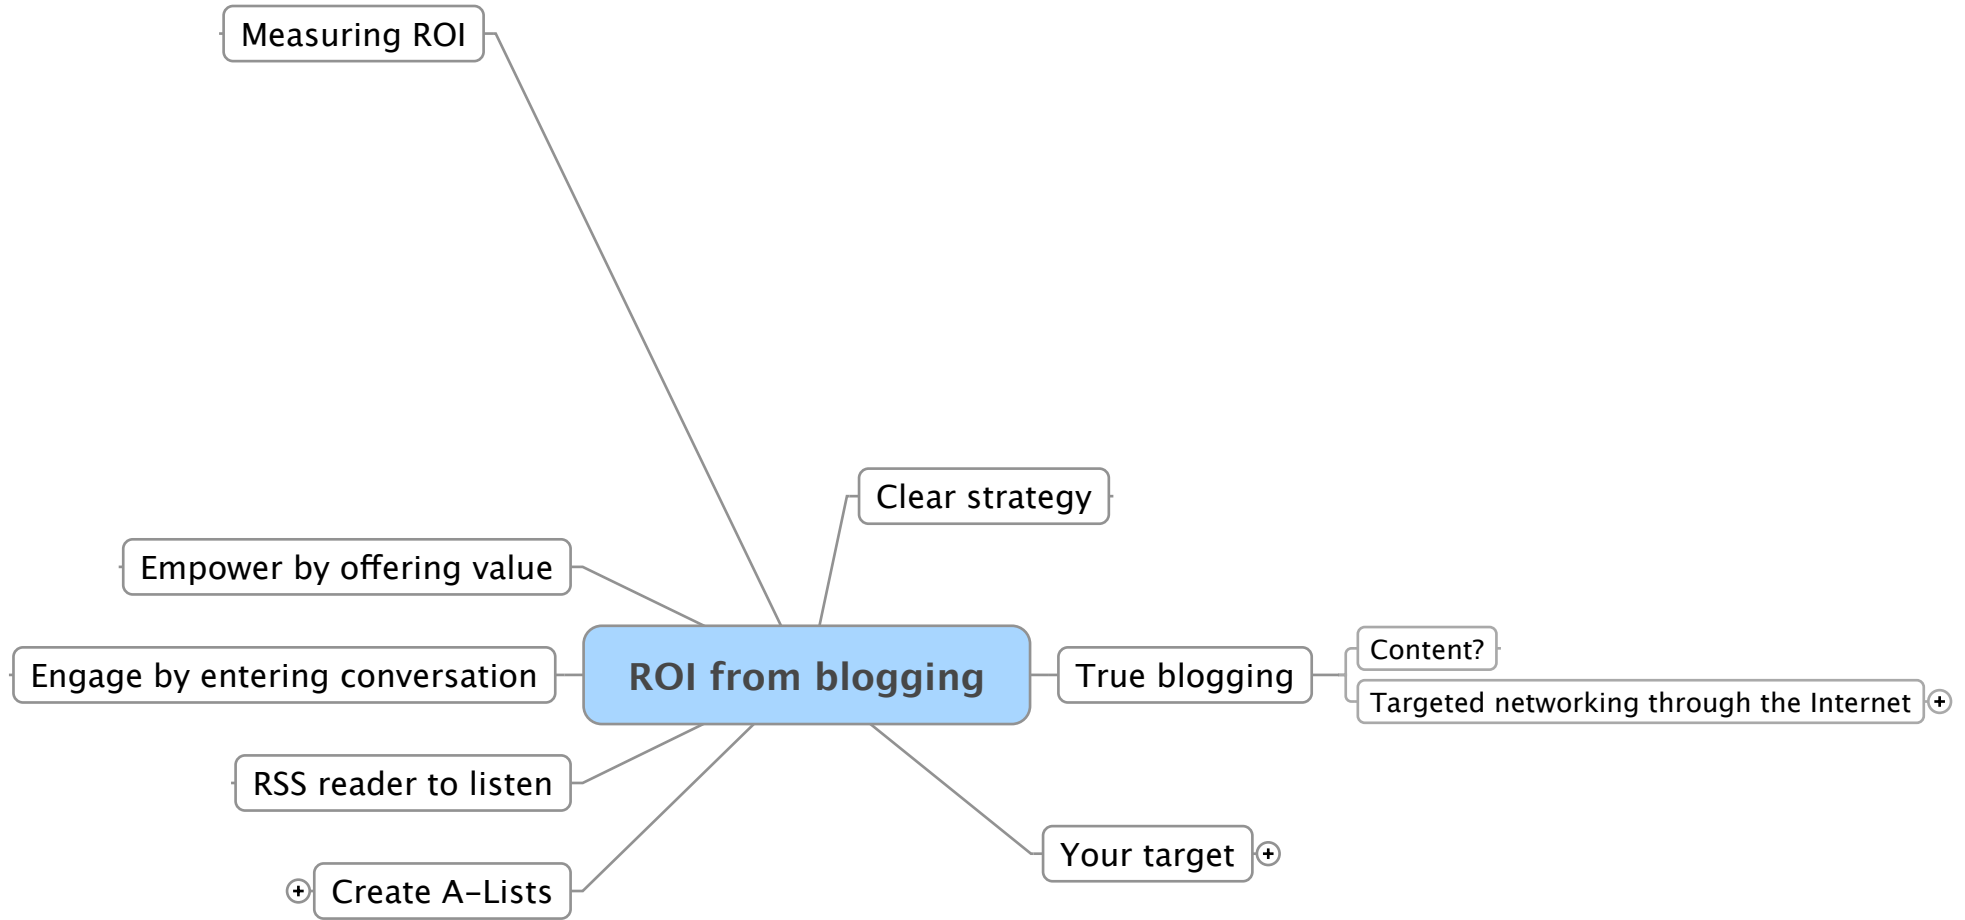 Measuring ROI
Clear strategy
Empower by offering value
Engage by entering conversation
ROI from blogging
True blogging
Content?
Targeted networking through the Internet
RSS reader to listen
Your target
Create A-Lists